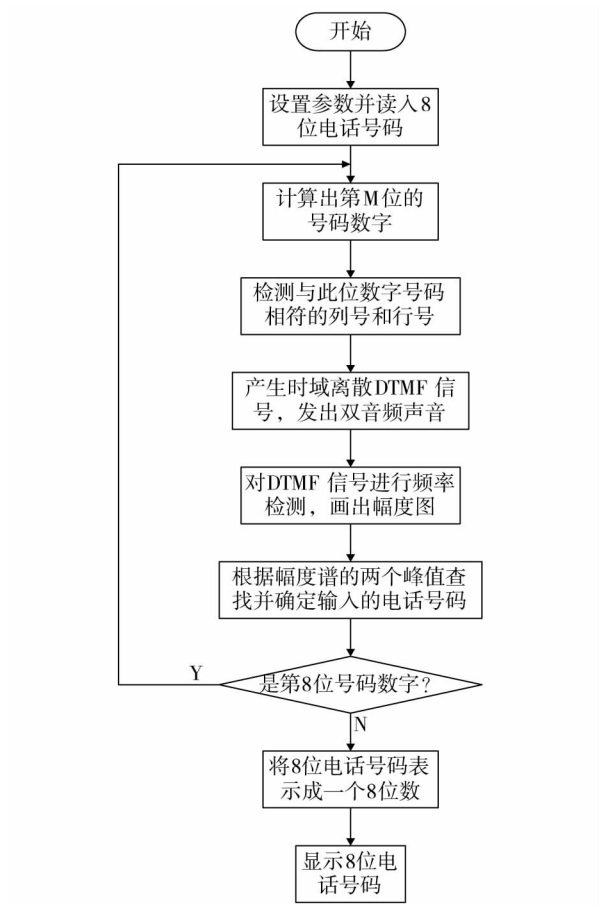 开始
设置参数并读入8
位电话号码
计算出第M位的
号码数字
检测与此位数字号码
相符的列号和行号
产生时域离散DTMF 信
号，发出双音频声音
对DTMF 信号进行频率
检测，画出幅度图
根据幅度谱的两个峰值查
找并确定输入的电话号码
Y
是第8位号码数字？
N
将8位电话号码表
示成一个8位数
显示8位电
话号码